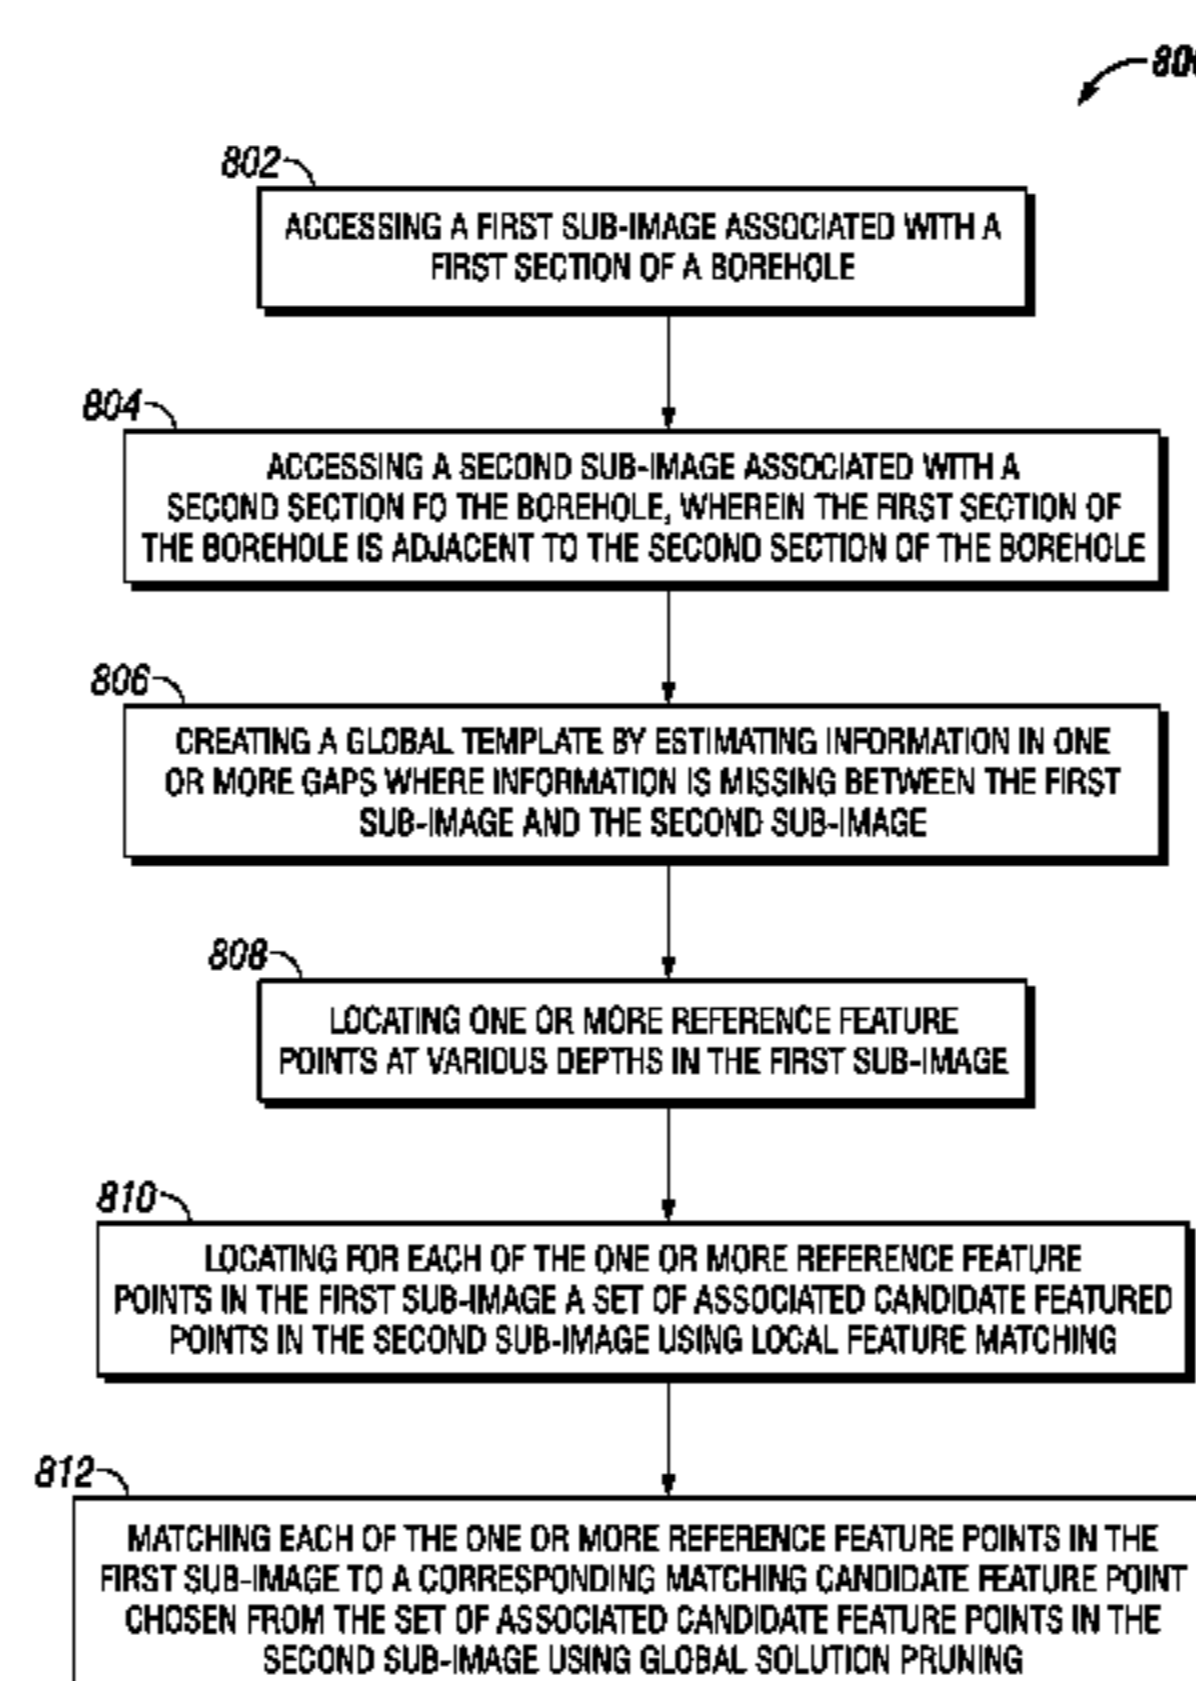 802
ACCESSING A FIRST SUB-IMAGE ASSOCIATED WITH A
FIRST SECTION OF A BOREHOLE
804
ACCESSING A SECOND SUB-IMAGE ASSOCIATED WITH A
SECOND SECTION FO THE BOREHOLE, WHEREIN THE FIRST SECTION OF
THE BOREHOLE IS ADJACENT TO THE SECOND SECTION OF THE BOREHOLE
806
CREATING A GLOBAL TEMPLATE BY ESTIMATING INFORMATION IN ONE
OR MORE GAPS WHERE INFORMATION IS MISSING BETWEEN THE FIRST
SUB-IMAGE AND THE SECOND SUB-IMAGE
808
LOCATING ONE OR MORE REFERENCE FEATURE
POINTS AT VARIOUS DEPTHS IN THE FIRST SUB-IMAGE
810
LOCATING FOR EACH OF THE ONE OR MORE REFERENCE FEATURE
POINTS IN THE FIRST SUB-IMAGE A SET OF ASSOCIATED CANDIDATE FEATURED
POINTS IN THE SECOND SUB-IMAGE USING LOCAL FEATURE MATCHING
812
MATCHING EACH OF THE ONE OR MORE REFERENCE FEATURE POINTS IN THE
FIRST SUB-IMAGE TO A CORRESPONDING MATCHING CANDIDATE FEATURE POINT
CHOSEN FROM THE SET OF ASSOCIATED CANDIDATE FEATURE POINTS IN THE
SECOND SUB-IMAGE USING GLOBAL SOLUTION PRUNING